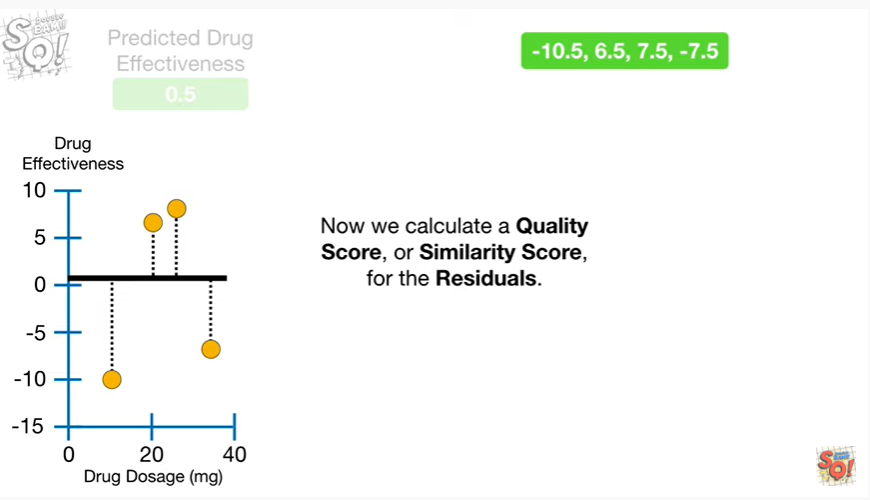 SQ!
Predicted Drug
Effectiveness
0.5
-10.5, 6.5, 7.5, -7.5
Drug
Effectiveness
10
5
0
-5
-10
-15
0 20 40
Drug Dosage (mg)
Now we calculate a Quality
Score, or Similarity Score,
for the Residuals.
SQ!